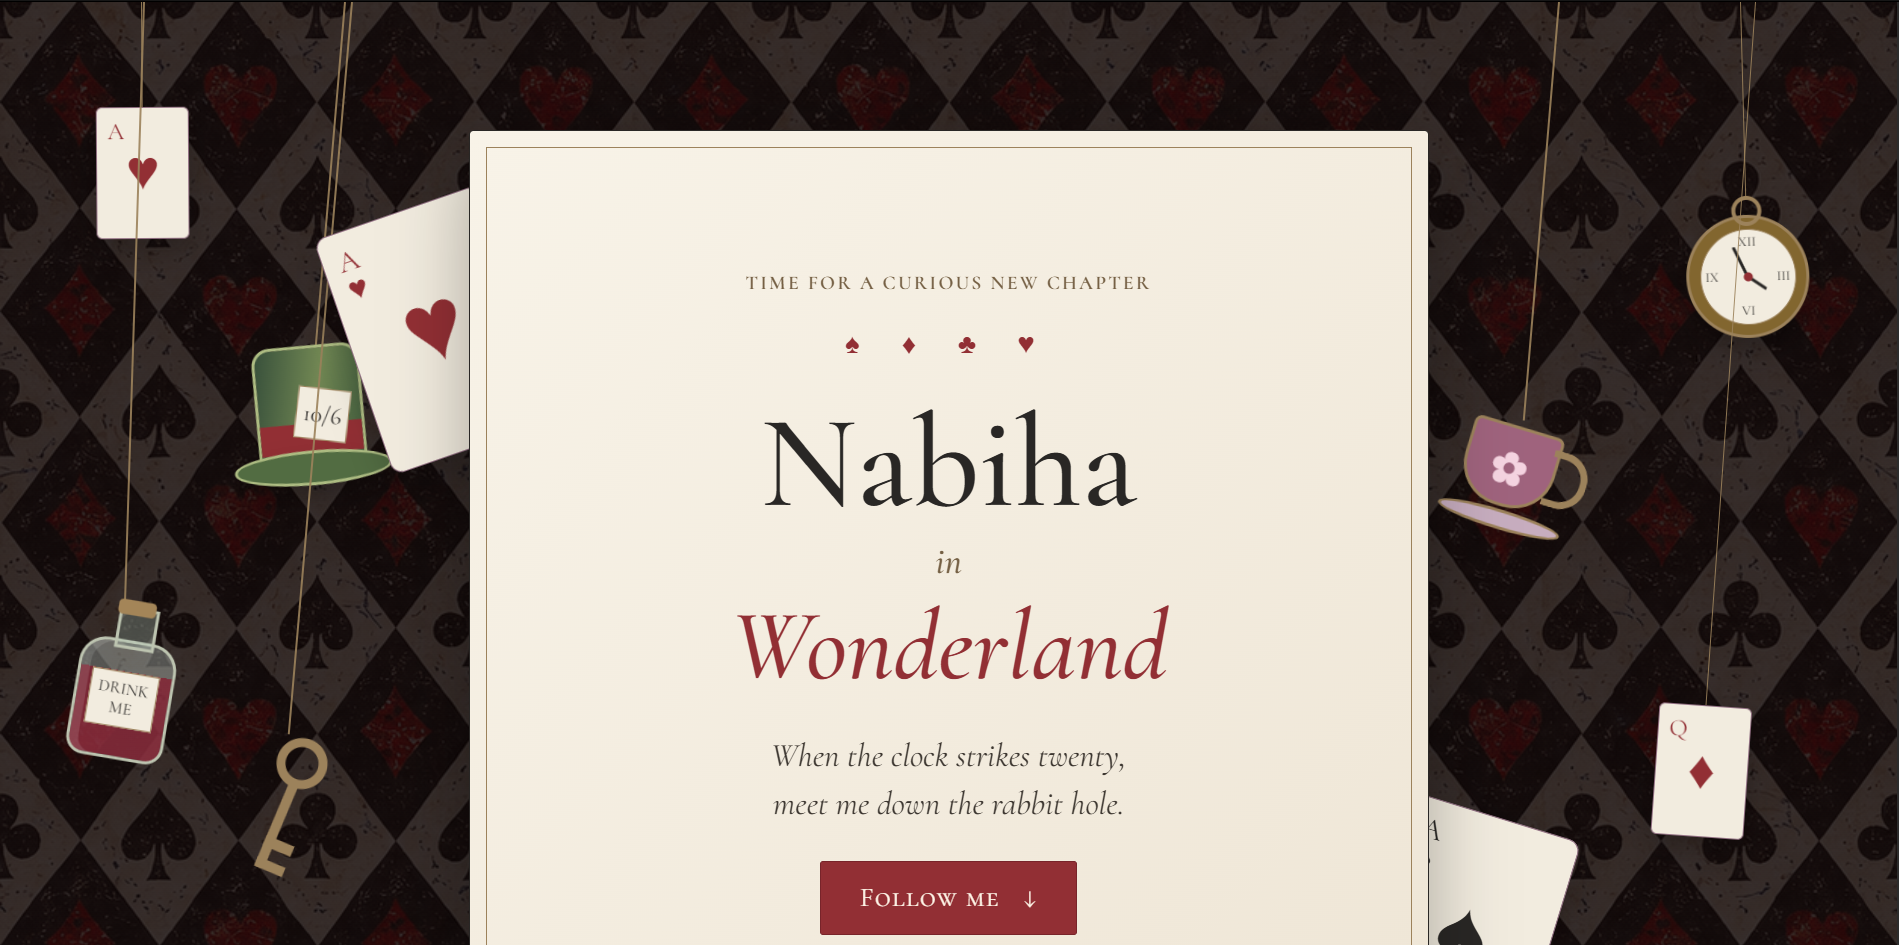 A
A
10/6
DRINK
ME
TIME FOR A CURIOUS NEW CHAPTER
Nabiha
in
Wonderland
When the clock strikes twenty,
meet me down the rabbit hole.
Follow me ↓
XII
IX III
VI
Q
A